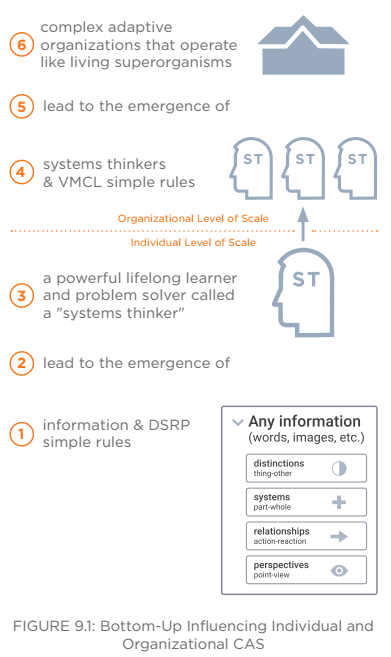 6
complex adaptive
organizations that operate
like living superorganisms
5
lead to the emergence of
4
systems thinkers
& VMCL simple rules
ST
ST
ST
Organizational Level of Scale
Individual Level of Scale
3
a powerful lifelong learner
and problem solver called
a "systems thinker"
ST
2
lead to the emergence of
1
information & DSRP
simple rules
Any information
(words, images, etc.)
distinctions
thing-other
systems
part-whole
relationships
action-reaction
perspectives
point-view
FIGURE 9.1: Bottom-Up Influencing Individual and
Organizational CAS